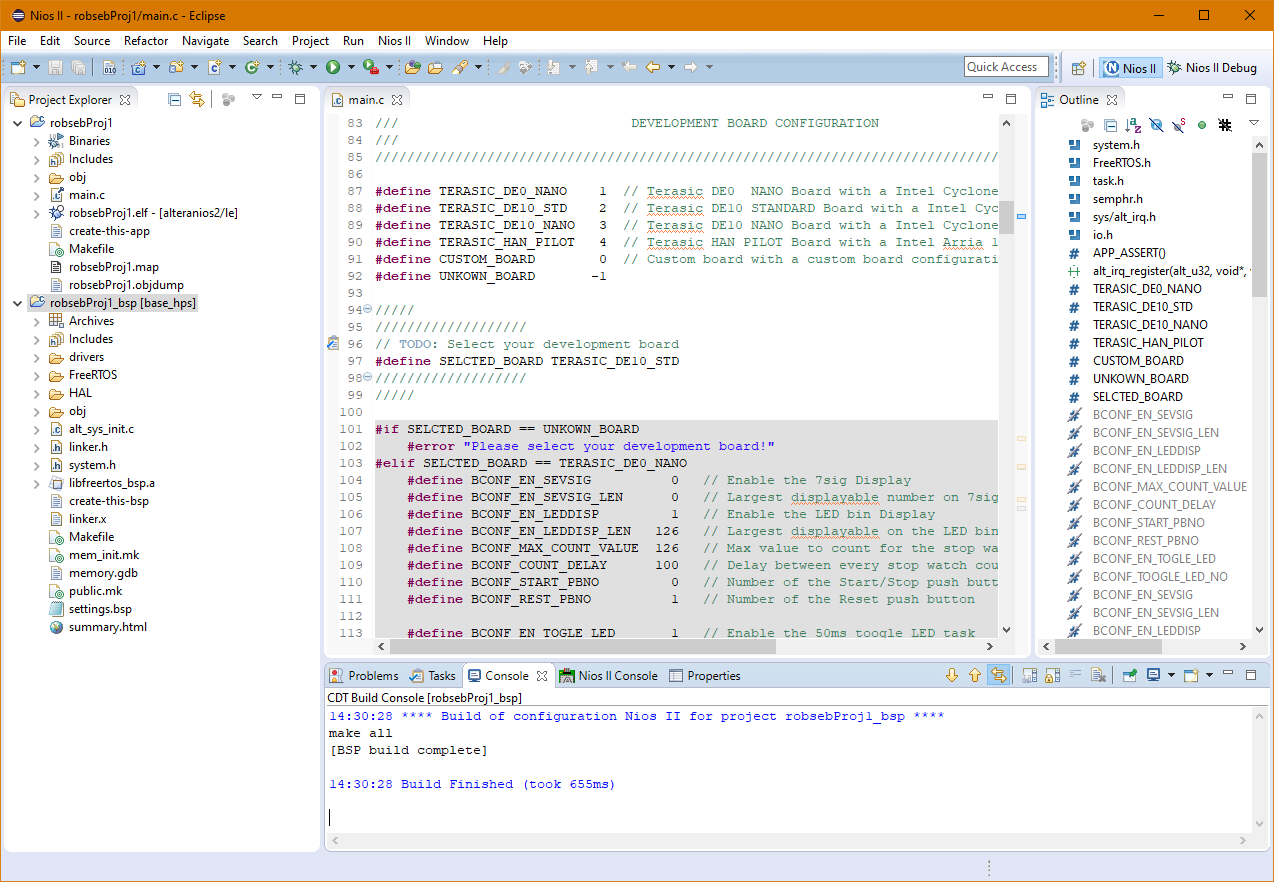 Nios II - robsebProj1/main.c - Eclipse
File Edit Source Refactor Navigate Search Project Run Nios II Window Help
Quick Access
Nios II
Nios II Debug
Project Explorer
robsebProj1
Binaries
Includes
obj
main.c
robsebProj1.elf - [alteranios2/le]
create-this-app
Makefile
robsebProj1.map
robsebProj1.objdump
robsebProj1_bsp [base_hps]
Archives
Includes
drivers
FreeRTOS
HAL
obj
alt_sys_init.c
linker.h
system.h
libfreertos_bsp.a
create-this-bsp
linker.x
Makefile
mem_init.mk
memory.gdb
public.mk
settings.bsp
summary.html
main.c
83 /// DEVELOPMENT BOARD CONFIGURATION
84 ///
85 //////////////////////////////////////////////////////////////////////////////
86
87 #define TERASIC_DE0_NANO 1 // Terasic DE0 NANO Board with a Intel Cyclone
88 #define TERASIC_DE10_STD 2 // Terasic DE10 STANDARD Board with a Intel Cyc
89 #define TERASIC_DE10_NANO 3 // Terasic DE10 NANO Board with a Intel Cyclone
90 #define TERASIC_HAN_PILOT 4 // Terasic HAN PILOT Board with a Intel Arria 1
91 #define CUSTOM_BOARD 0 // Custom board with a custom board configurati
92 #define UNKOWN_BOARD -1
93
94 /////
95 ///////////////////
96 // TODO: Select your development board
97 #define SELCTED_BOARD TERASIC_DE10_STD
98 ///////////////////
99 /////
100
101 #if SELCTED_BOARD == UNKOWN_BOARD
102 #error "Please select your development board!"
103 #elif SELCTED_BOARD == TERASIC_DE0_NANO
104 #define BCONF_EN_SEVSIG 0 // Enable the 7sig Display
105 #define BCONF_EN_SEVSIG_LEN 0 // Largest displayable number on 7sig
106 #define BCONF_EN_LEDDISP 1 // Enable the LED bin Display
107 #define BCONF_EN_LEDDISP_LEN 126 // Largest displayable on the LED bin
108 #define BCONF_MAX_COUNT_VALUE 126 // Max value to count for the stop wa
109 #define BCONF_COUNT_DELAY 100 // Delay between every stop watch cou
110 #define BCONF_START_PBNO 0 // Number of the Start/Stop push butt
111 #define BCONF_REST_PBNO 1 // Number of the Reset push button
112
113 #define BCONF_EN_TOGLE_LED 1 // Enable the 50ms toogle LED task
Outline
system.h
FreeRTOS.h
task.h
semphr.h
sys/alt_irq.h
io.h
APP_ASSERT()
alt_irq_register(alt_u32, void*,
TERASIC_DE0_NANO
TERASIC_DE10_STD
TERASIC_DE10_NANO
TERASIC_HAN_PILOT
CUSTOM_BOARD
UNKOWN_BOARD
SELCTED_BOARD
BCONF_EN_SEVSIG
BCONF_EN_SEVSIG_LEN
BCONF_EN_LEDDISP
BCONF_EN_LEDDISP_LEN
BCONF_MAX_COUNT_VALUE
BCONF_COUNT_DELAY
BCONF_START_PBNO
BCONF_REST_PBNO
BCONF_EN_TOGLE_LED
BCONF_TOOGLE_LED_NO
BCONF_EN_SEVSIG
BCONF_EN_SEVSIG_LEN
BCONF_EN_LEDDISP
Problems Tasks Console Nios II Console Properties
CDT Build Console [robsebProj1_bsp]
14:30:28 **** Build of configuration Nios II for project robsebProj1_bsp ****
make all
[BSP build complete]
14:30:28 Build Finished (took 655ms)